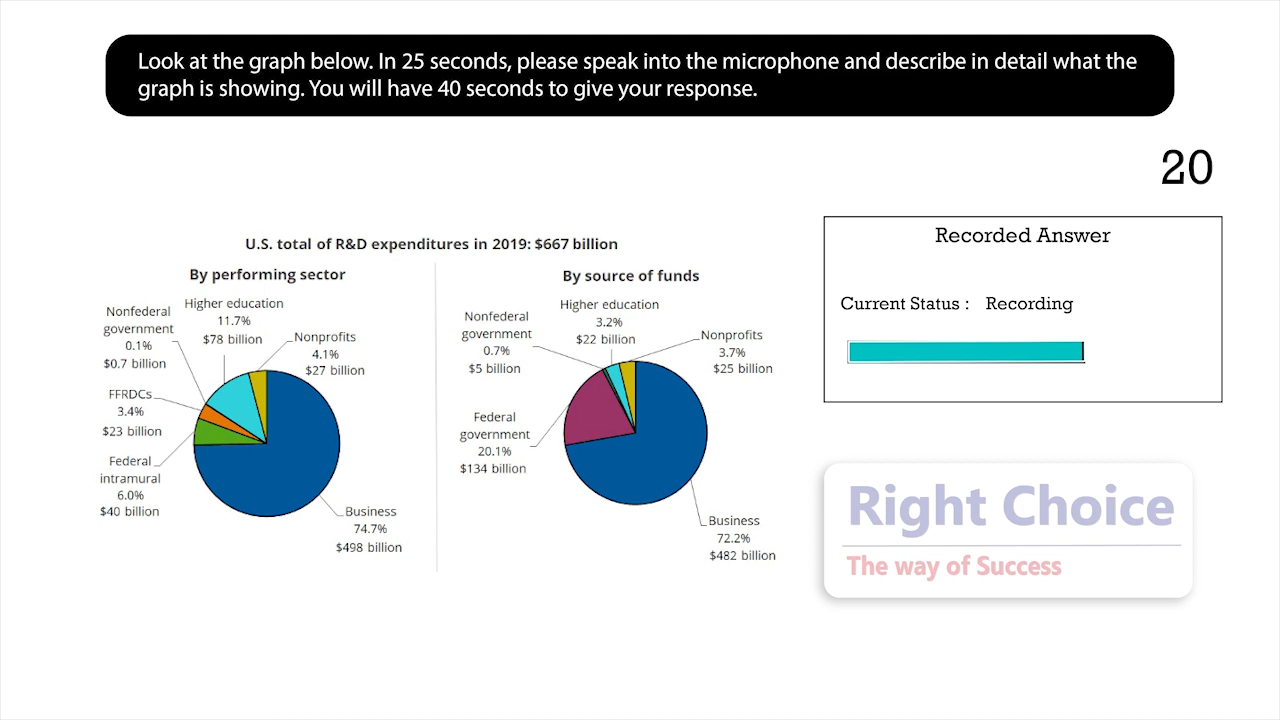 Look at the graph below. In 25 seconds, please speak into the microphone and describe in detail what the
graph is showing. You will have 40 seconds to give your response.
20
Recorded Answer
Current Status : Recording
U.S. total of R&D expenditures in 2019: $667 billion
By performing sector
Nonfederal
government
0.1%
$0.7 billion
Higher education
11.7%
$78 billion
Nonprofits
4.1%
$27 billion
FFRDCs
3.4%
$23 billion
Federal
intramural
6.0%
$40 billion
Business
74.7%
$498 billion
By source of funds
Nonfederal
government
0.7%
$5 billion
Higher education
3.2%
$22 billion
Nonprofits
3.7%
$25 billion
Federal
government
20.1%
$134 billion
Business
72.2%
$482 billion
Right Choice
The way of Success